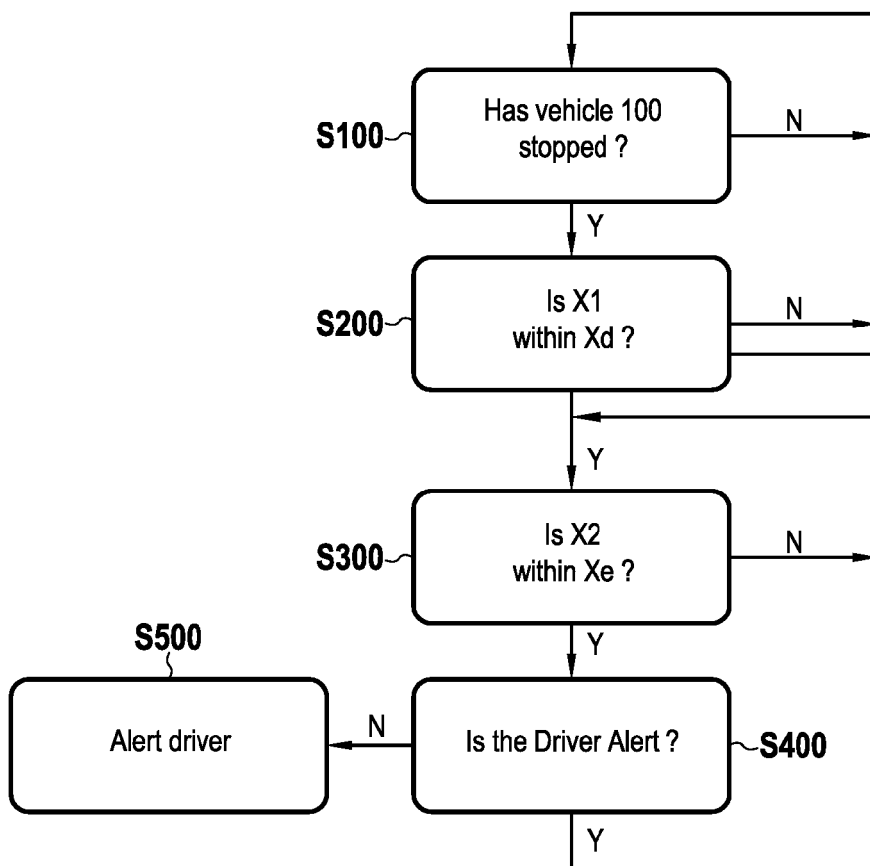 Has vehicle 100
stopped ?
S100
N
Y
Is X1
within Xd ?
S200
N
Y
Is X2
within Xe ?
S300
N
Y
S500
Alert driver
N
Is the Driver Alert ?
S400
Y